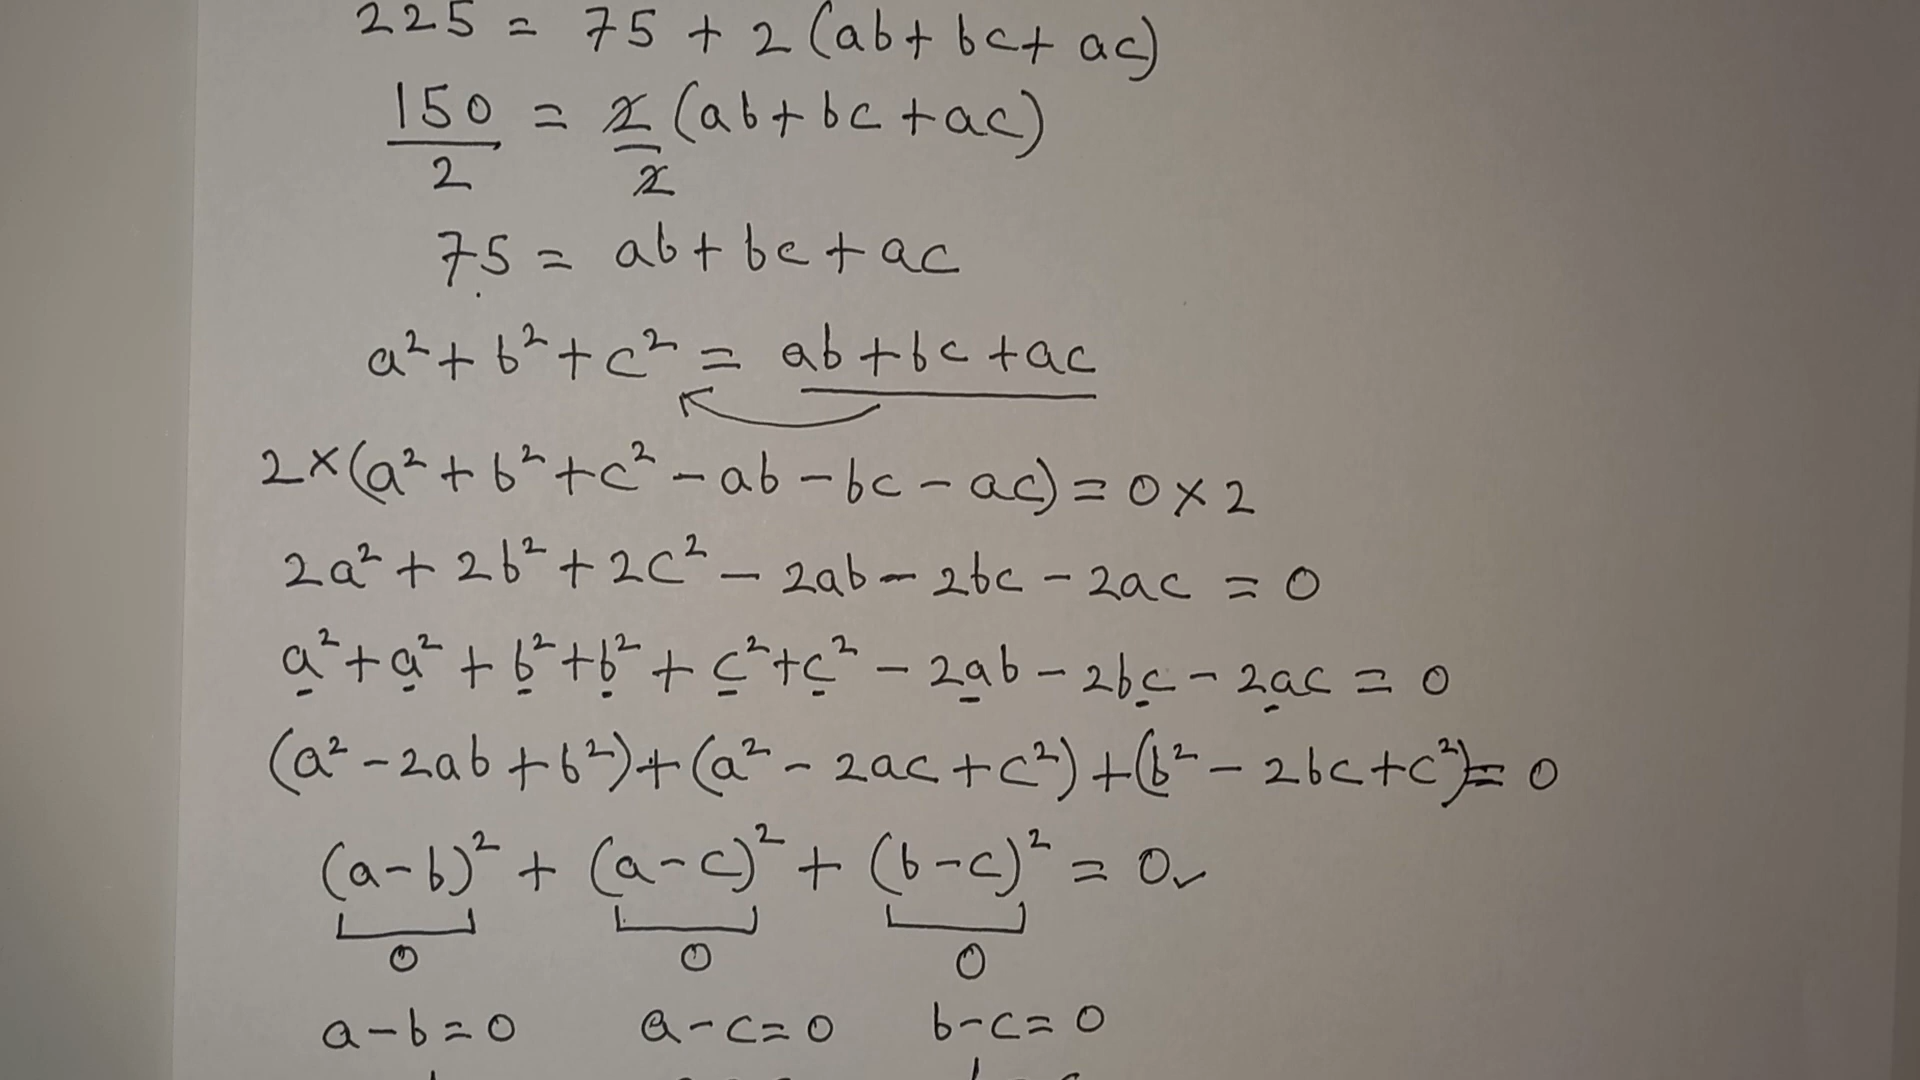 225 = 75 + 2 (ab + bc + ac)
150/2 = 2/2 (ab + bc + ac)
75 = ab + bc + ac
a² + b² + c² = ab + bc + ac
2 × (a² + b² + c² − ab − bc − ac) = 0 × 2
2a² + 2b² + 2c² − 2ab − 2bc − 2ac = 0
a² + a² + b² + b² + c² + c² − 2ab − 2bc − 2ac = 0
(a² − 2ab + b²) + (a² − 2ac + c²) + (b² − 2bc + c²) = 0
(a − b)² + (a − c)² + (b − c)² = 0 ✓
0 0 0
a − b = 0 a − c = 0 b − c = 0